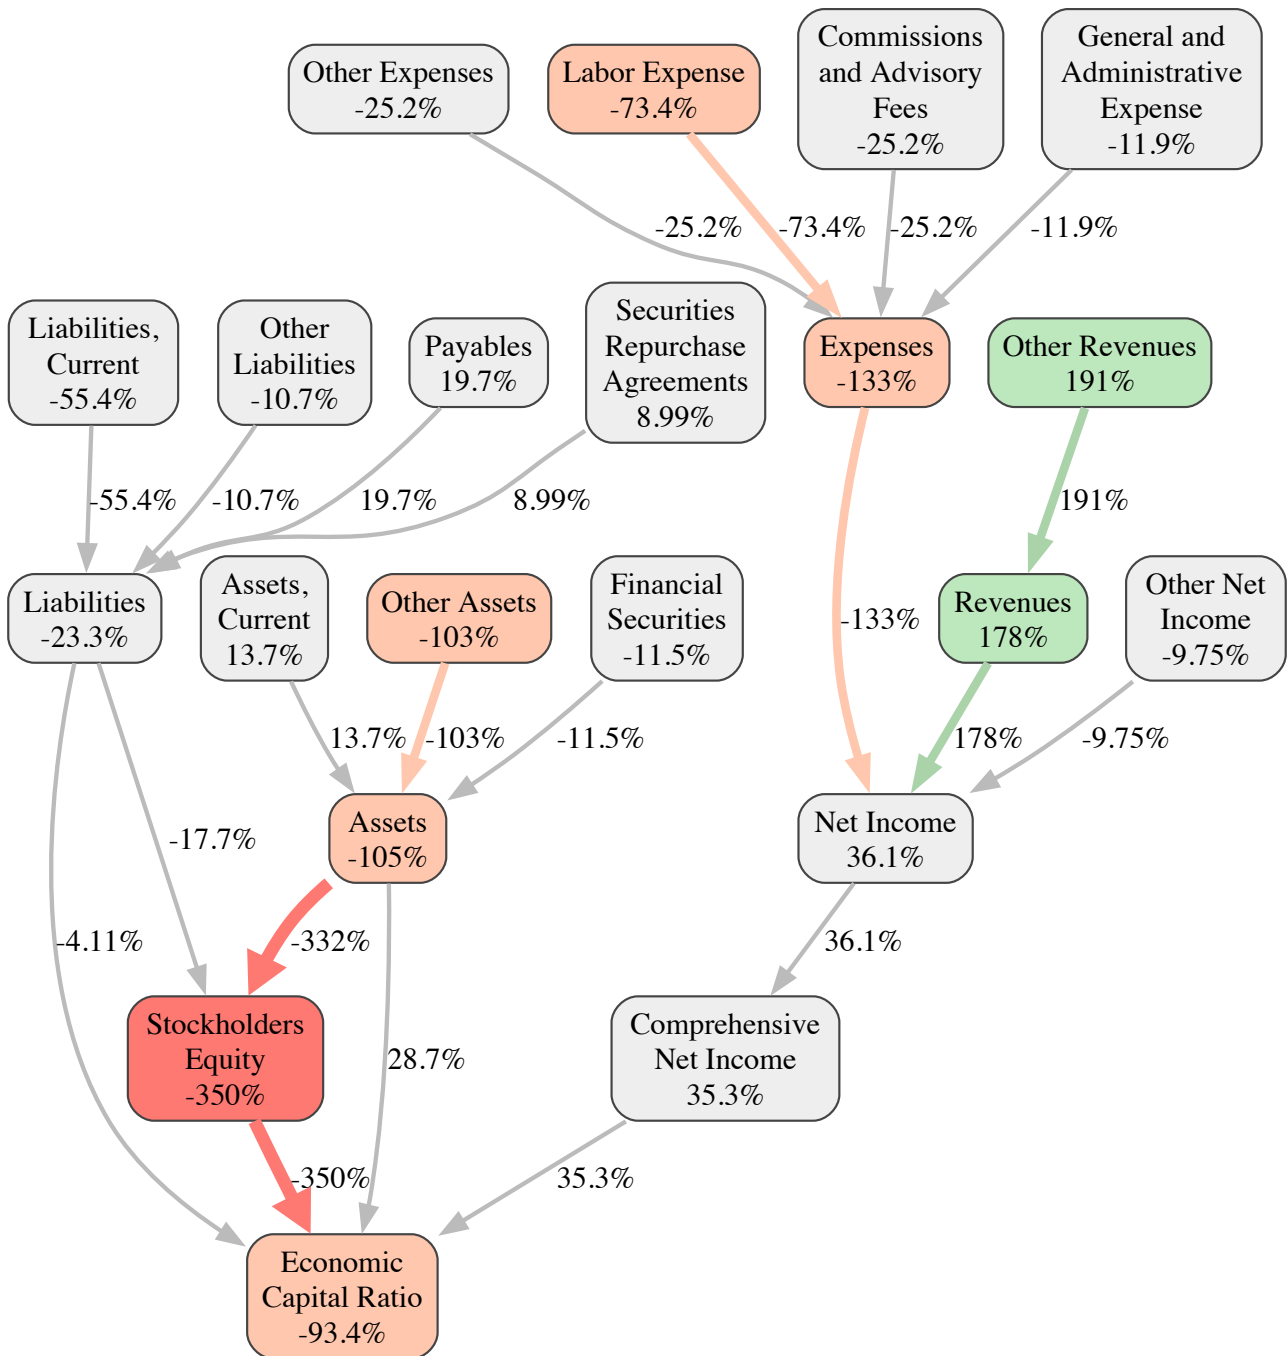 Other Expenses
-25.2%
Labor Expense
-73.4%
Commissions
and Advisory
Fees
-25.2%
General and
Administrative
Expense
-11.9%
-25.2%
-73.4%
-25.2%
-11.9%
Liabilities,
Current
-55.4%
Other
Liabilities
-10.7%
Payables
19.7%
Securities
Repurchase
Agreements
8.99%
Expenses
-133%
Other Revenues
191%
-55.4%
-10.7%
19.7%
8.99%
191%
Liabilities
-23.3%
Assets,
Current
13.7%
Other Assets
-103%
Financial
Securities
-11.5%
-133%
Revenues
178%
Other Net
Income
-9.75%
13.7%
-103%
-11.5%
178%
-9.75%
-17.7%
Assets
-105%
Net Income
36.1%
-4.11%
-332%
36.1%
Stockholders
Equity
-350%
28.7%
Comprehensive
Net Income
35.3%
-350%
35.3%
Economic
Capital Ratio
-93.4%